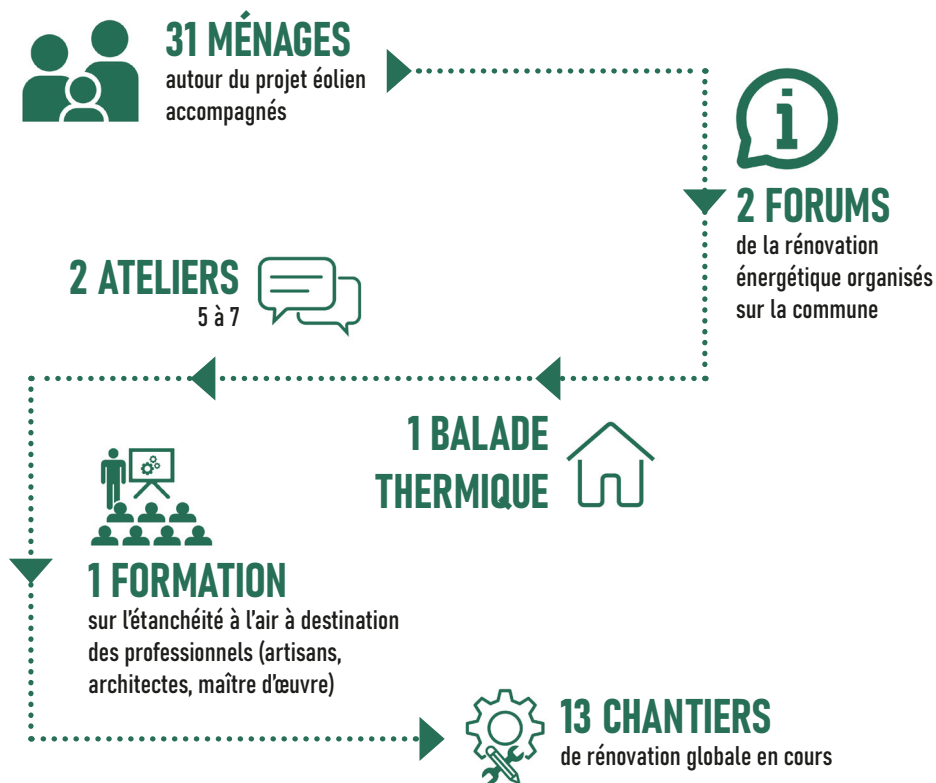 31 MÉNAGES
autour du projet éolien
accompagnés
i
2 FORUMS
de la rénovation
énergétique organisés
sur la commune
1 BALADE
THERMIQUE
2 ATELIERS
5 à 7
1 FORMATION
sur l'étanchéité à l'air à destination
des professionnels (artisans,
architectes, maître d'œuvre)
13 CHANTIERS
de rénovation globale en cours